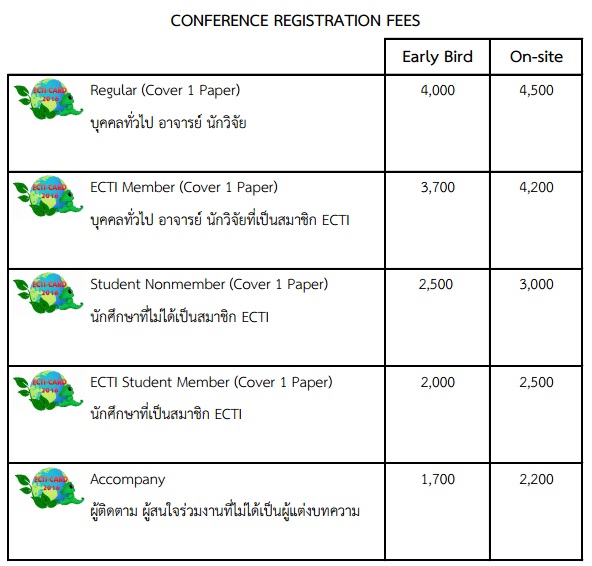 CONFERENCE REGISTRATION FEES
Early Bird On-site
ECTI-CARD
2016
Regular (Cover 1 Paper) 4,000 4,500
บุคคลทั่วไป อาจารย์ นักวิจัย
ECTI-CARD
2016
ECTI Member (Cover 1 Paper) 3,700 4,200
บุคคลทั่วไป อาจารย์ นักวิจัยที่เป็นสมาชิก ECTI
ECTI-CARD
2016
Student Nonmember (Cover 1 Paper) 2,500 3,000
นักศึกษาที่ไม่ได้เป็นสมาชิก ECTI
ECTI-CARD
2016
ECTI Student Member (Cover 1 Paper) 2,000 2,500
นักศึกษาที่เป็นสมาชิก ECTI
ECTI-CARD
2016
Accompany 1,700 2,200
ผู้ติดตาม ผู้สนใจร่วมงานที่ไม่ได้เป็นผู้แต่งบทความ